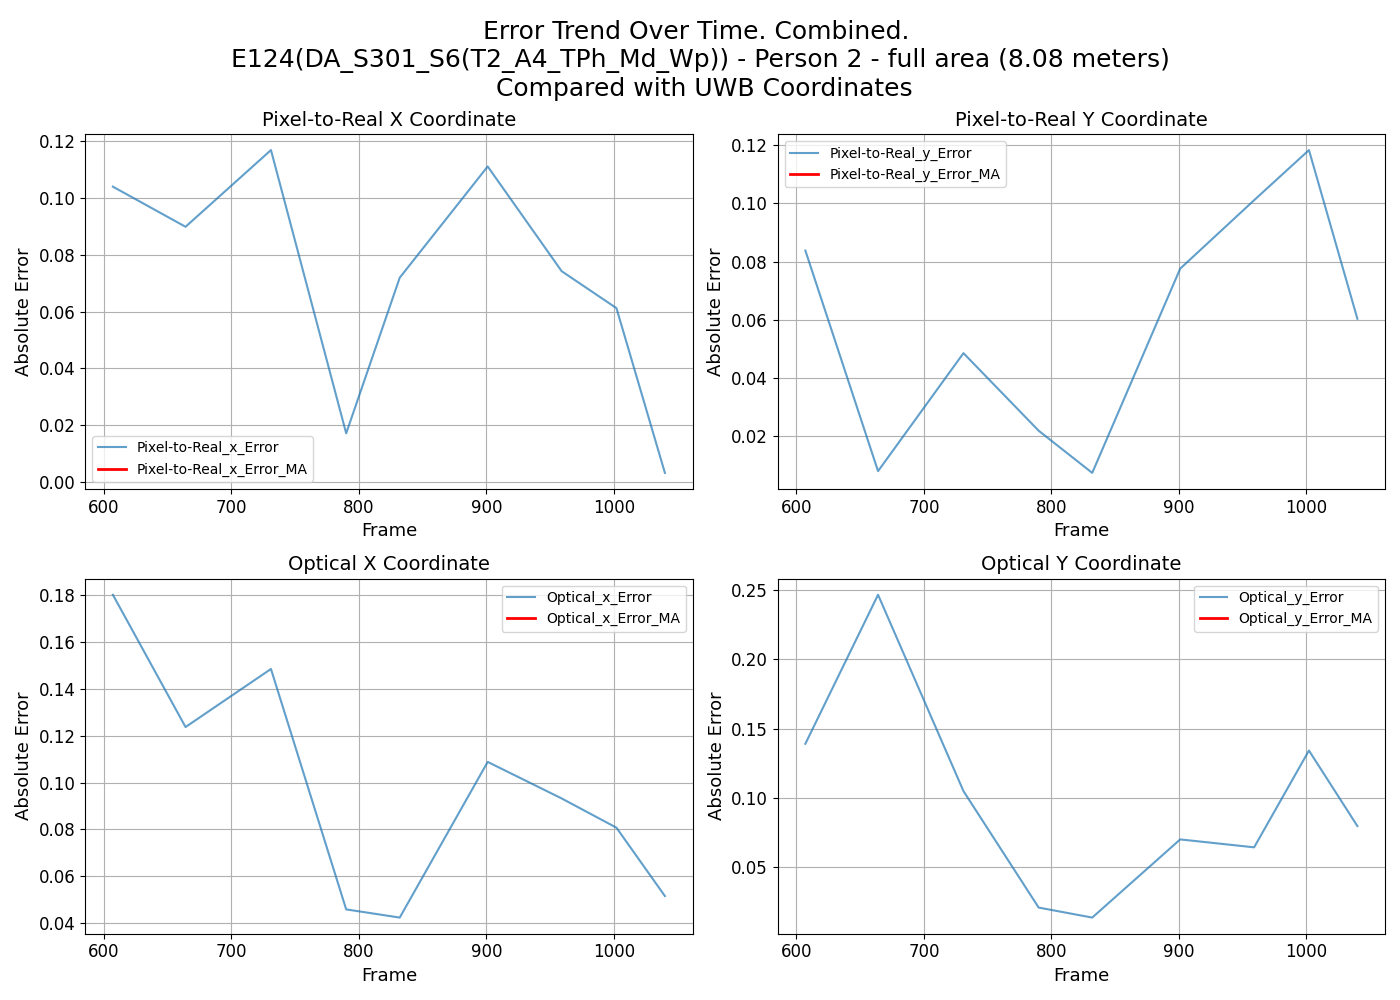 Error Trend Over Time. Combined.
E124(DA_S301_S6(T2_A4_TPh_Md_Wp)) - Person 2 - full area (8.08 meters)
Compared with UWB Coordinates
Pixel-to-Real X Coordinate
Absolute Error
0.12
0.10
0.08
0.06
0.04
0.02
0.00
Pixel-to-Real_x_Error
Pixel-to-Real_x_Error_MA
600 700 800 900 1000
Frame
Pixel-to-Real Y Coordinate
Absolute Error
0.12
0.10
0.08
0.06
0.04
0.02
Pixel-to-Real_y_Error
Pixel-to-Real_y_Error_MA
600 700 800 900 1000
Frame
Optical X Coordinate
Absolute Error
0.18
0.16
0.14
0.12
0.10
0.08
0.06
0.04
Optical_x_Error
Optical_x_Error_MA
600 700 800 900 1000
Frame
Optical Y Coordinate
Absolute Error
0.25
0.20
0.15
0.10
0.05
Optical_y_Error
Optical_y_Error_MA
600 700 800 900 1000
Frame